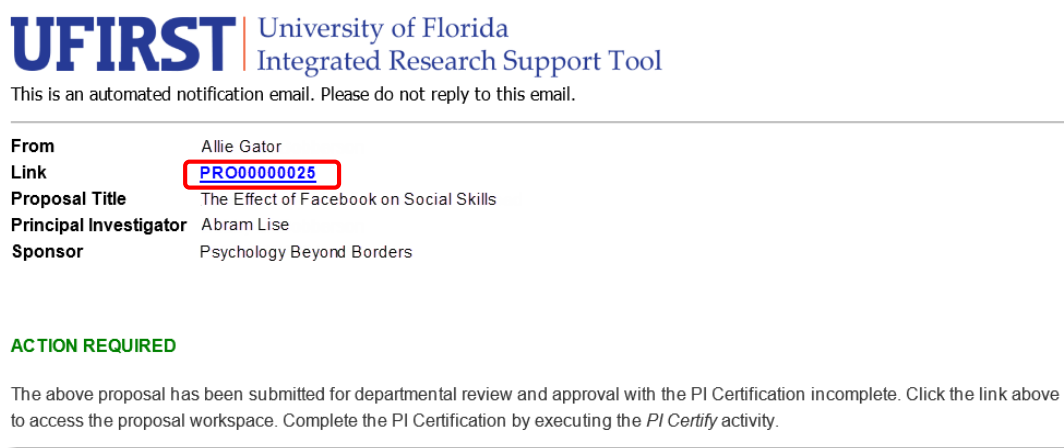 UFIRST University of Florida
Integrated Research Support Tool
This is an automated notification email. Please do not reply to this email.
From Allie Gator
Link PRO00000025
Proposal Title The Effect of Facebook on Social Skills
Principal Investigator Abram Lise
Sponsor Psychology Beyond Borders
ACTION REQUIRED
The above proposal has been submitted for departmental review and approval with the PI Certification incomplete. Click the link above
to access the proposal workspace. Complete the PI Certification by executing the PI Certify activity.